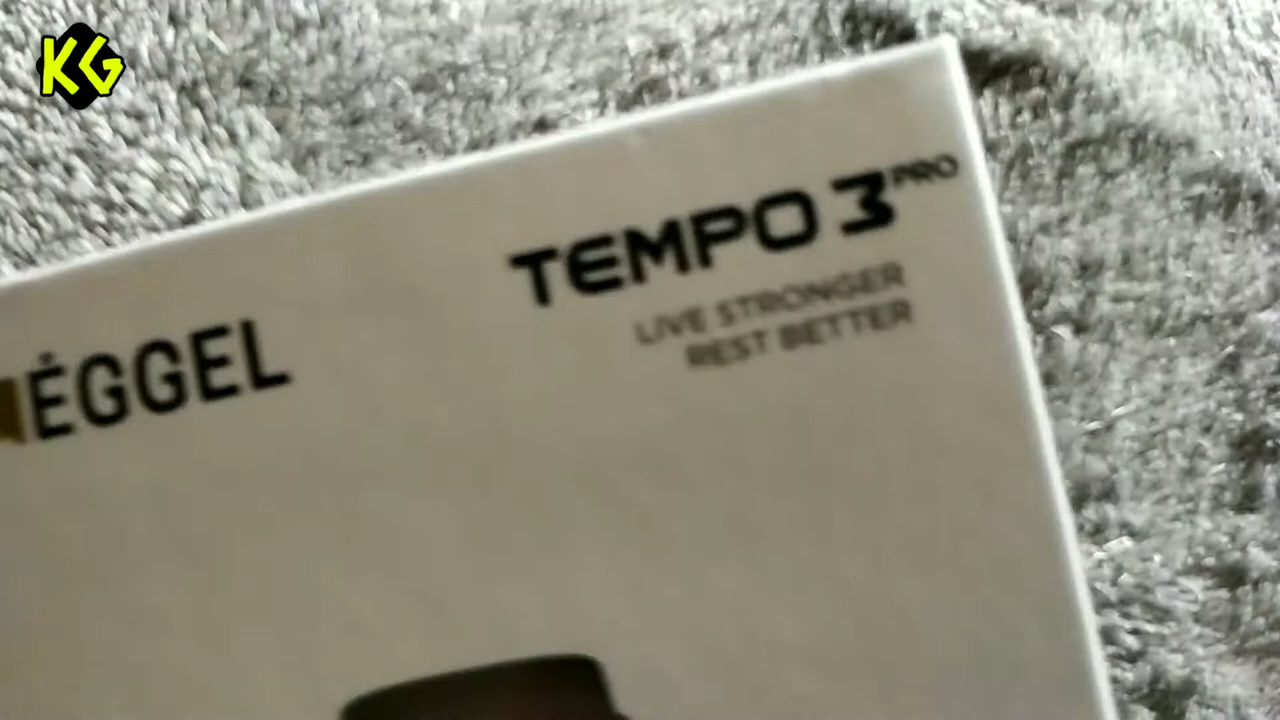 KG
TEMPO 3 PRO
LIVE STRONGER
REST BETTER
ÉGGEL